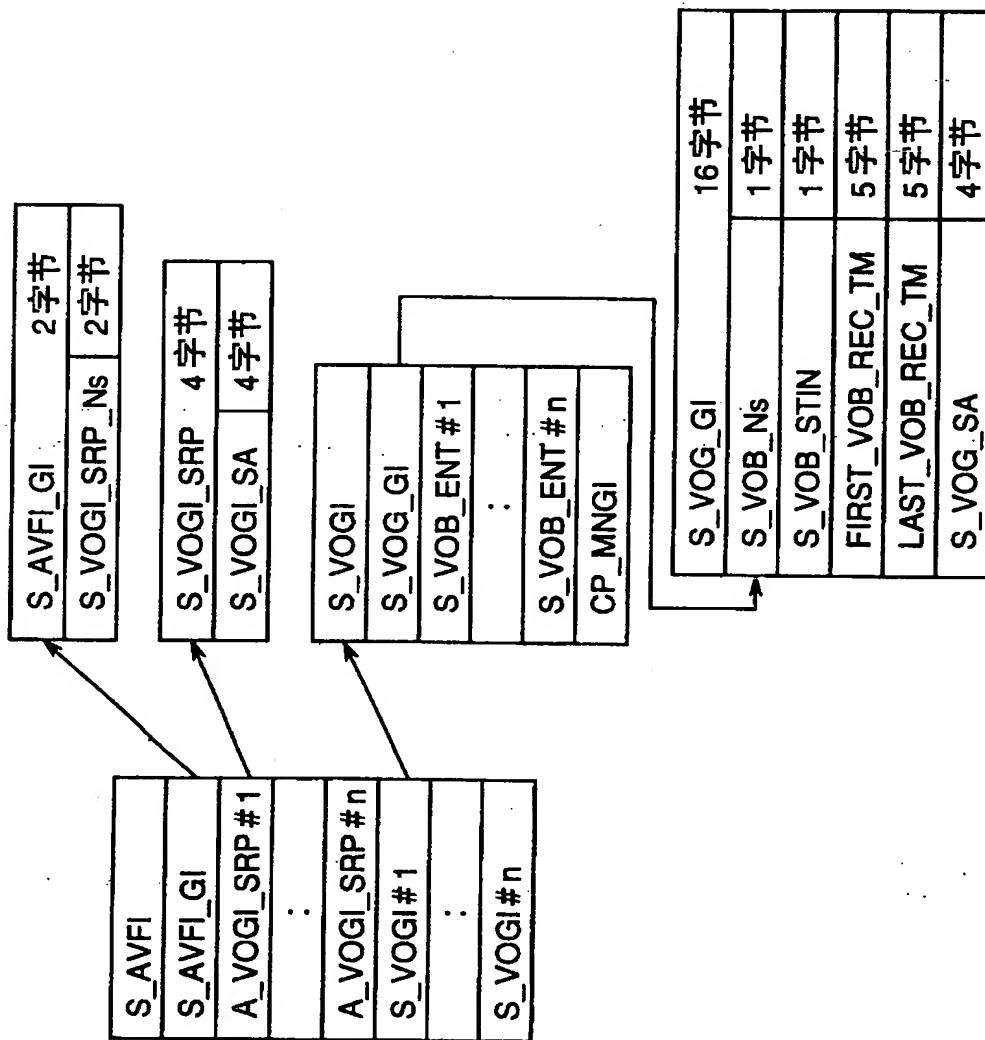 S_AVFI
S_AVFI_GI
A_VOGI_SRP#1
:
A_VOGI_SRP#n
S_VOGI#1
:
S_VOGI#n
S_AVFI_GI 2字节
S_VOGI_SRP_Ns 2字节
S_VOGI_SRP 4字节
S_VOGI_SA 4字节
S_VOGI
S_VOG_GI
S_VOB_ENT#1
:
S_VOB_ENT#n
CP_MNGI
S_VOG_GI 16字节
S_VOB_Ns 1字节
S_VOB_STIN 1字节
FIRST_VOB_REC_TM 5字节
LAST_VOB_REC_TM 5字节
S_VOG_SA 4字节